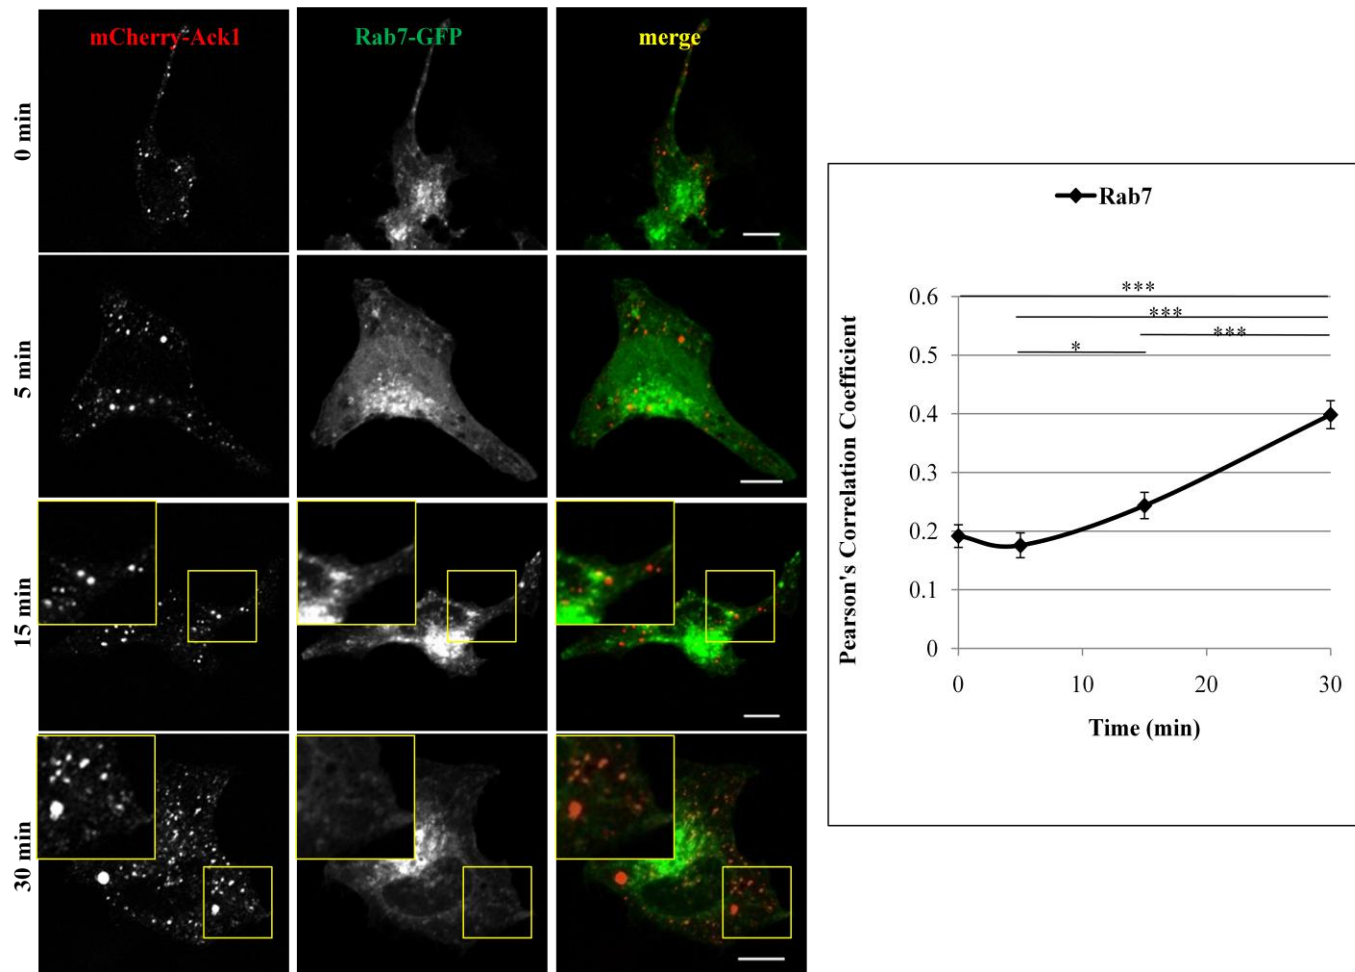 mCherry-Ack1
Rab7-GFP
merge
0 min
5 min
15 min
30 min
Rab7
***
***
***
*
0.6
0.5
0.4
0.3
0.2
0.1
0
0
10
20
30
Pearson's Correlation Coefficient
Time (min)